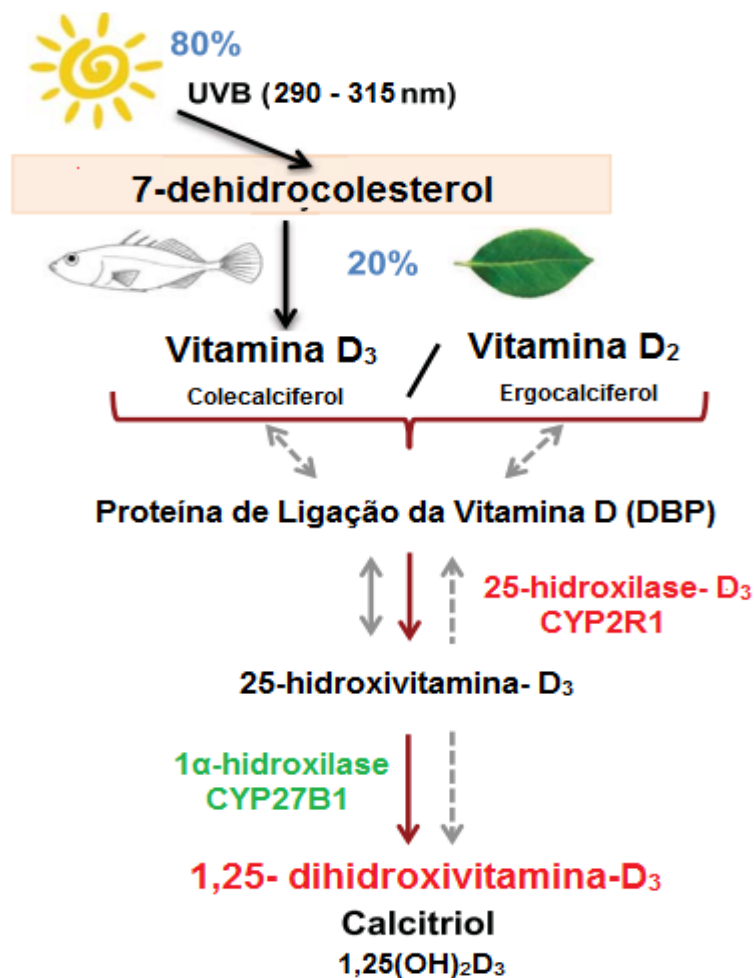 80%
UVB (290 - 315 nm)
7-dehidrocolesterol
20%
Vitamina D₃ / Vitamina D₂
Colecalciferol Ergocalciferol
Proteína de Ligação da Vitamina D (DBP)
25-hidroxilase- D₃
CYP2R1
25-hidroxivitamina- D₃
1α-hidroxilase
CYP27B1
1,25- dihidroxivitamina-D₃
Calcitriol
1,25(OH)₂D₃